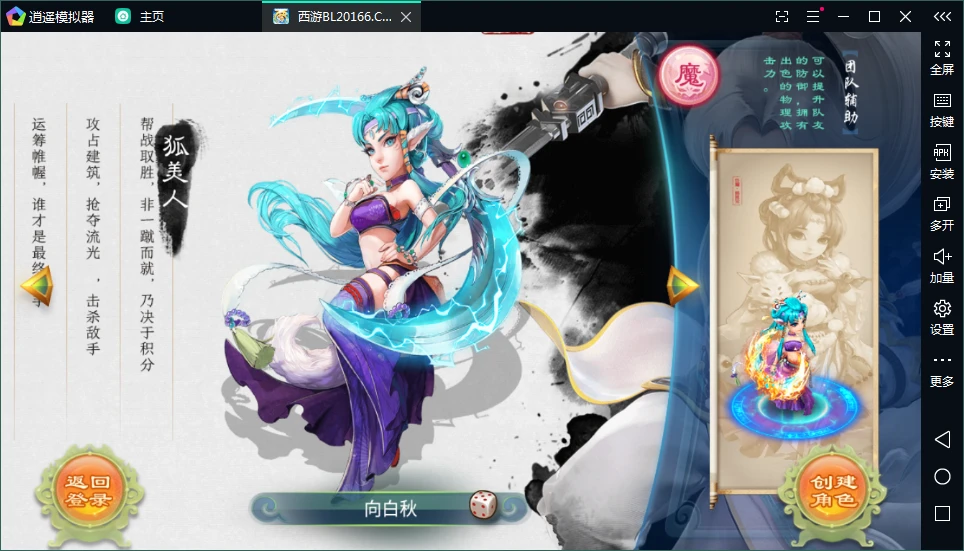 逍遥模拟器
主页
西游BL20166.C...
全屏
按键
APK
安装
多开
加量
设置
更多
狐美人
帮战取胜，非一蹴而就，乃决于积分
攻占建筑，抢夺流光，击杀敌手
运筹帷幄，谁才是最终
魔
团队辅助
可以提升队友
的防御，拥有
出色的物理攻
击力。
向白秋
返回
登录
创建
角色